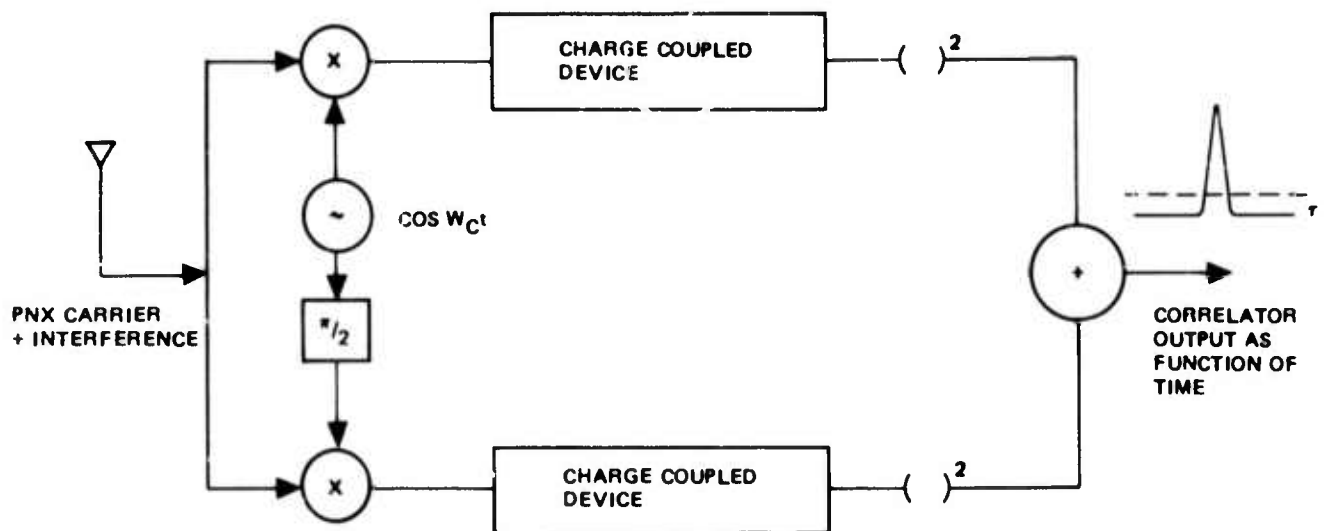 X
CHARGE COUPLED
DEVICE
( )²
~
COS W_C t
π/2
PNX CARRIER
+ INTERFERENCE
+
τ
CORRELATOR
OUTPUT AS
FUNCTION OF
TIME
X
CHARGE COUPLED
DEVICE
( )²